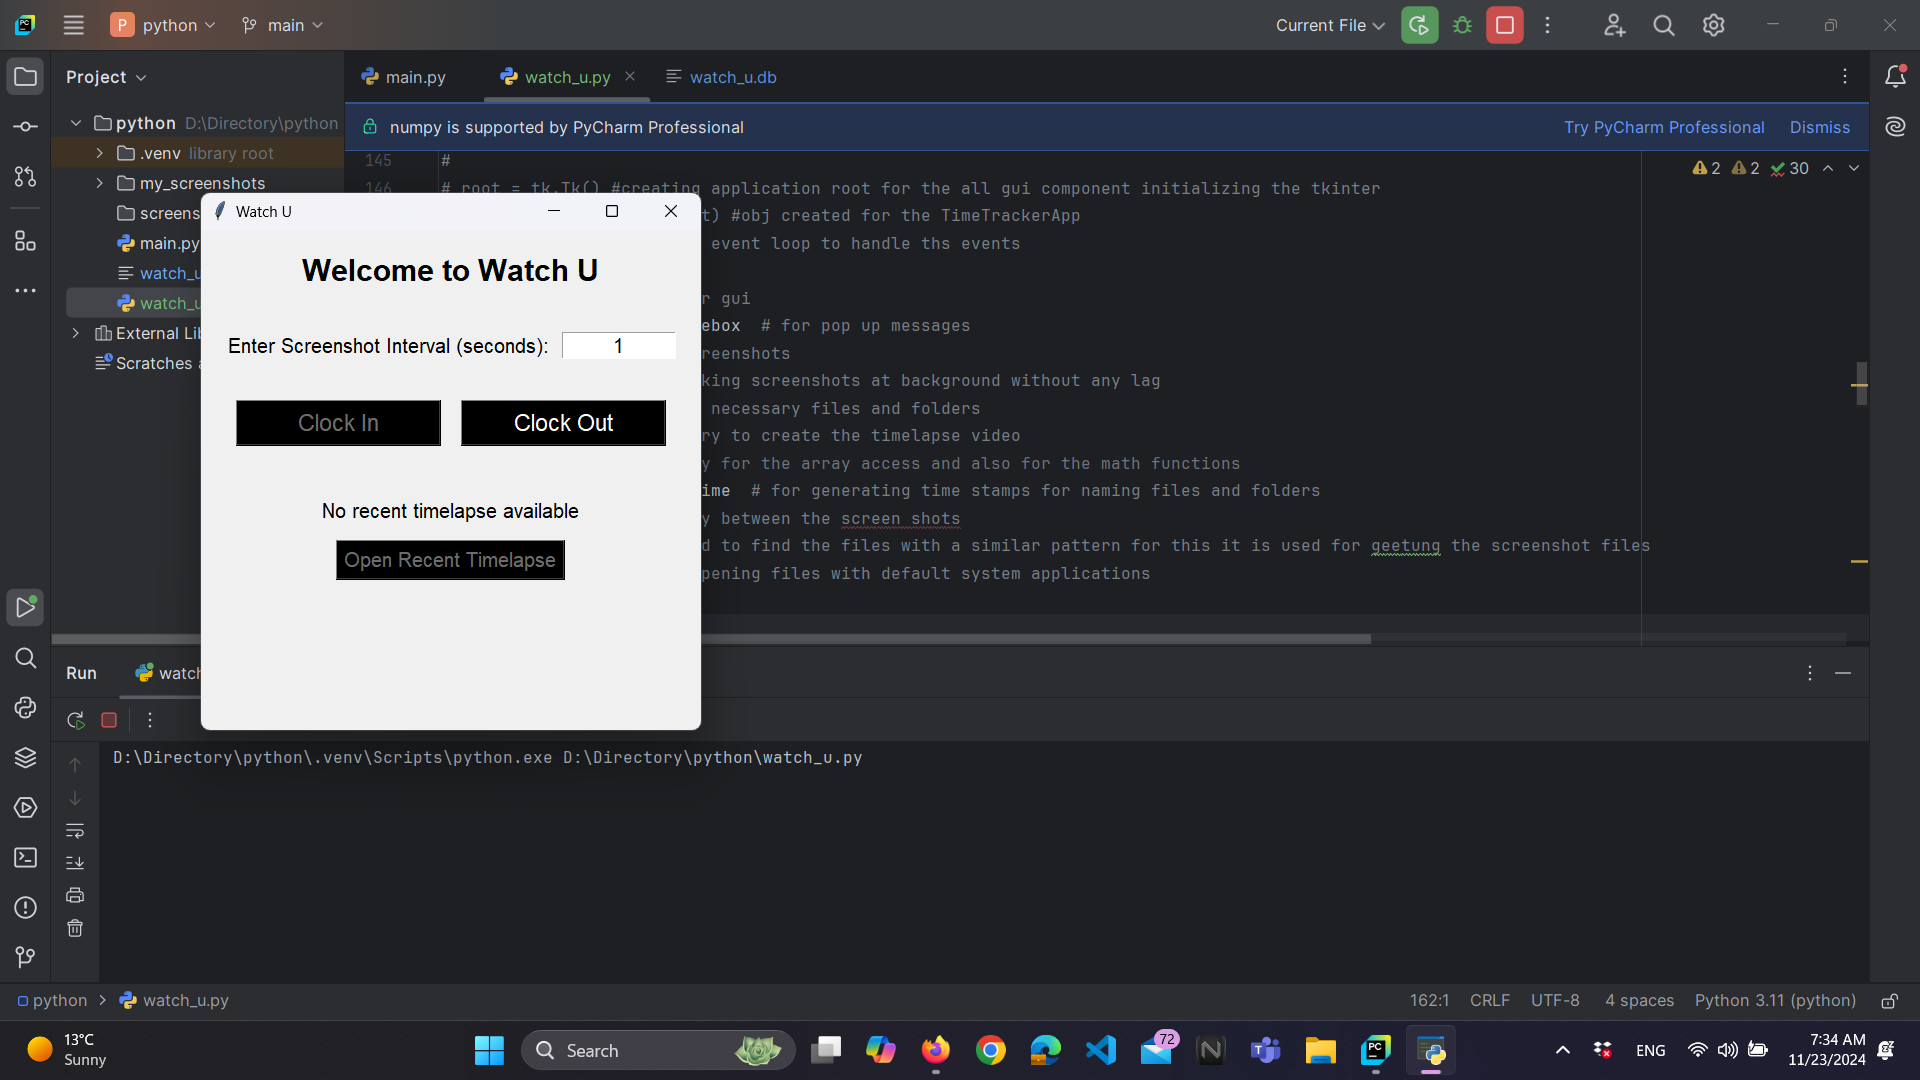 P python main
Current File
Project
main.py watch_u.py watch_u.db
python D:\Directory\python
numpy is supported by PyCharm Professional Try PyCharm Professional Dismiss
.venv library root
my_screenshots
screens
main.py
watch_u
watch_u
External Lib
Scratches a
145 #
146 # root = tk.Tk() #creating application root for the all gui component initializing the tkinter
t) #obj created for the TimeTrackerApp
event loop to handle ths events
r gui
ebox # for pop up messages
reenshots
king screenshots at background without any lag
necessary files and folders
ry to create the timelapse video
y for the array access and also for the math functions
ime # for generating time stamps for naming files and folders
y between the screen shots
d to find the files with a similar pattern for this it is used for geetung the screenshot files
pening files with default system applications
2 2 30
Watch U
Welcome to Watch U
Enter Screenshot Interval (seconds): 1
Clock In Clock Out
No recent timelapse available
Open Recent Timelapse
Run watch
D:\Directory\python\.venv\Scripts\python.exe D:\Directory\python\watch_u.py
python > watch_u.py 162:1 CRLF UTF-8 4 spaces Python 3.11 (python)
13°C
Sunny
Search
72
ENG
7:34 AM
11/23/2024